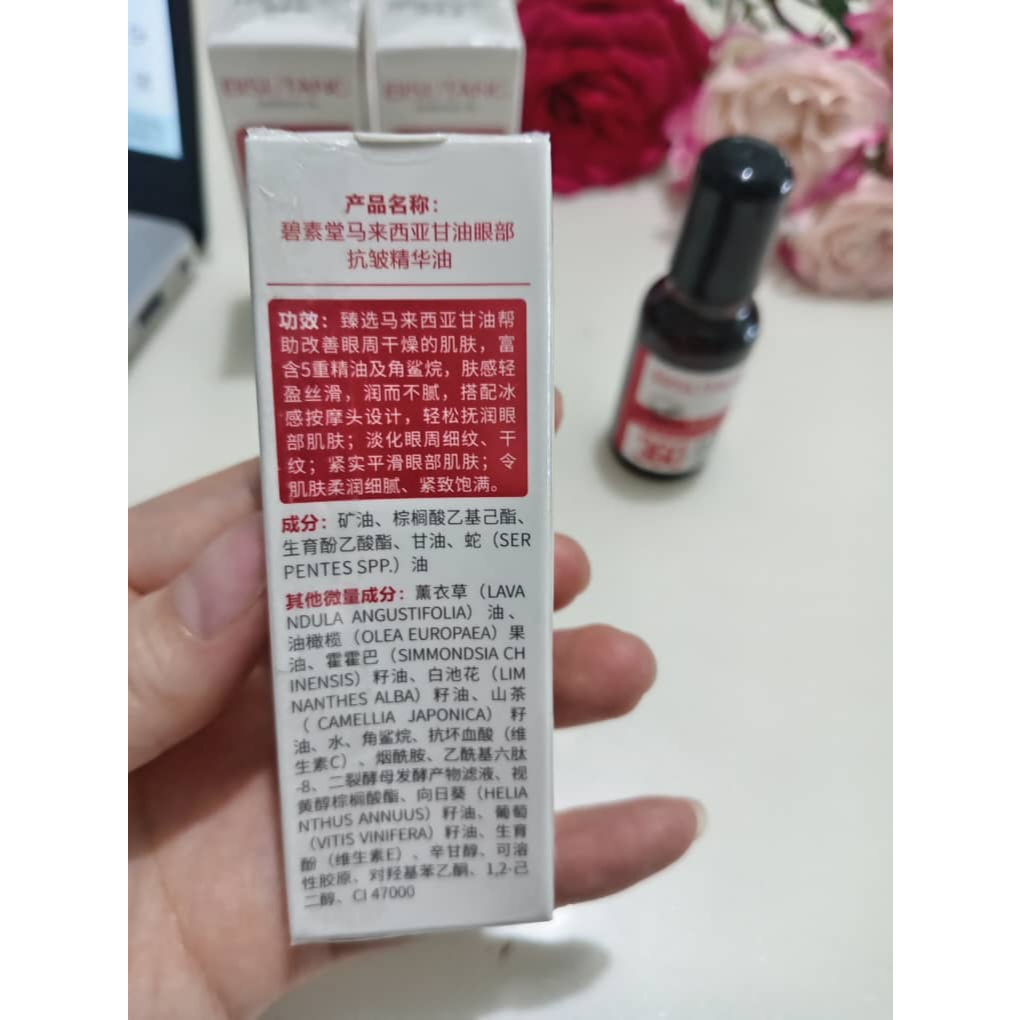 产品名称：
碧素堂马来西亚甘油眼部
抗皱精华油
功效：臻选马来西亚甘油帮
助改善眼周干燥的肌肤，富
含5重精油及角鲨烷，肤感轻
盈丝滑，润而不腻，搭配冰
感按摩头设计，轻松抚润眼
部肌肤；淡化眼周细纹、干
纹；紧实平滑眼部肌肤；令
肌肤柔润细腻、紧致饱满。
成分：矿油、棕榈酸乙基己酯、
生育酚乙酸酯、甘油、蛇（SER
PENTES SPP.）油
其他微量成分：薰衣草（LAVA
NDULA ANGUSTIFOLIA）油、
油橄榄（OLEA EUROPAEA）果
油、霍霍巴（SIMMONDSIA CH
INENSIS）籽油、白池花（LIM
NANTHES ALBA）籽油、山茶
（CAMELLIA JAPONICA）籽
油、水、角鲨烷、抗坏血酸（维
生素C）、烟酰胺、乙酰基六肽
-8、二裂酵母发酵产物滤液、视
黄醇棕榈酸酯、向日葵（HELIA
NTHUS ANNUUS）籽油、葡萄
（VITIS VINIFERA）籽油、生育
酚（维生素E）、辛甘醇、可溶
性胶原、对羟基苯乙酮、1,2-己
二醇、CI 47000